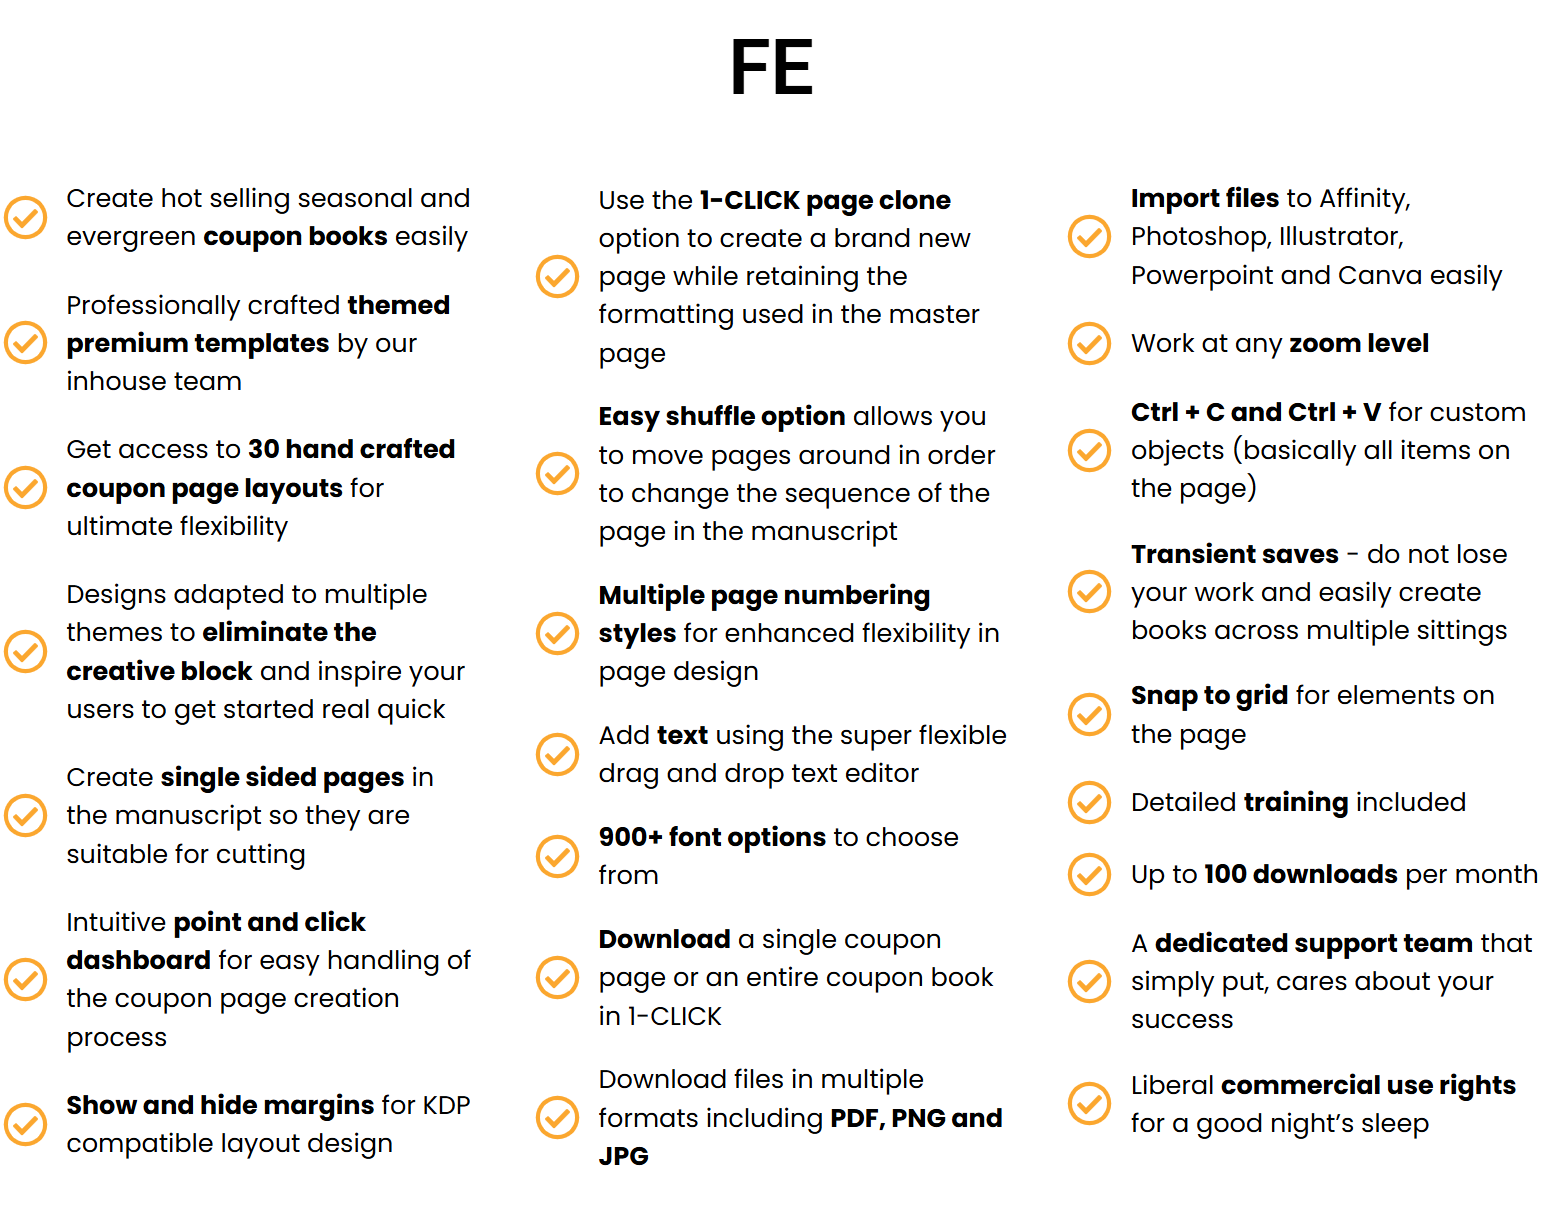 FE
Create hot selling seasonal and
evergreen coupon books easily
Professionally crafted themed
premium templates by our
inhouse team
Get access to 30 hand crafted
coupon page layouts for
ultimate flexibility
Designs adapted to multiple
themes to eliminate the
creative block and inspire your
users to get started real quick
Create single sided pages in
the manuscript so they are
suitable for cutting
Intuitive point and click
dashboard for easy handling of
the coupon page creation
process
Show and hide margins for KDP
compatible layout design
Use the 1-CLICK page clone
option to create a brand new
page while retaining the
formatting used in the master
page
Easy shuffle option allows you
to move pages around in order
to change the sequence of the
page in the manuscript
Multiple page numbering
styles for enhanced flexibility in
page design
Add text using the super flexible
drag and drop text editor
900+ font options to choose
from
Download a single coupon
page or an entire coupon book
in 1-CLICK
Download files in multiple
formats including PDF, PNG and
JPG
Import files to Affinity,
Photoshop, Illustrator,
Powerpoint and Canva easily
Work at any zoom level
Ctrl + C and Ctrl + V for custom
objects (basically all items on
the page)
Transient saves - do not lose
your work and easily create
books across multiple sittings
Snap to grid for elements on
the page
Detailed training included
Up to 100 downloads per month
A dedicated support team that
simply put, cares about your
success
Liberal commercial use rights
for a good night’s sleep